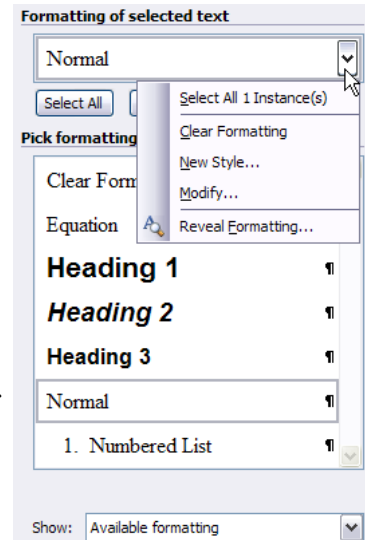 Formatting of selected text
Normal
Select All
Select All 1 Instance(s)
Clear Formatting
New Style...
Modify...
Reveal Formatting...
Pick formatting
Clear Form
Equation
Heading 1 ¶
Heading 2 ¶
Heading 3 ¶
Normal ¶
1. Numbered List ¶
Show: Available formatting